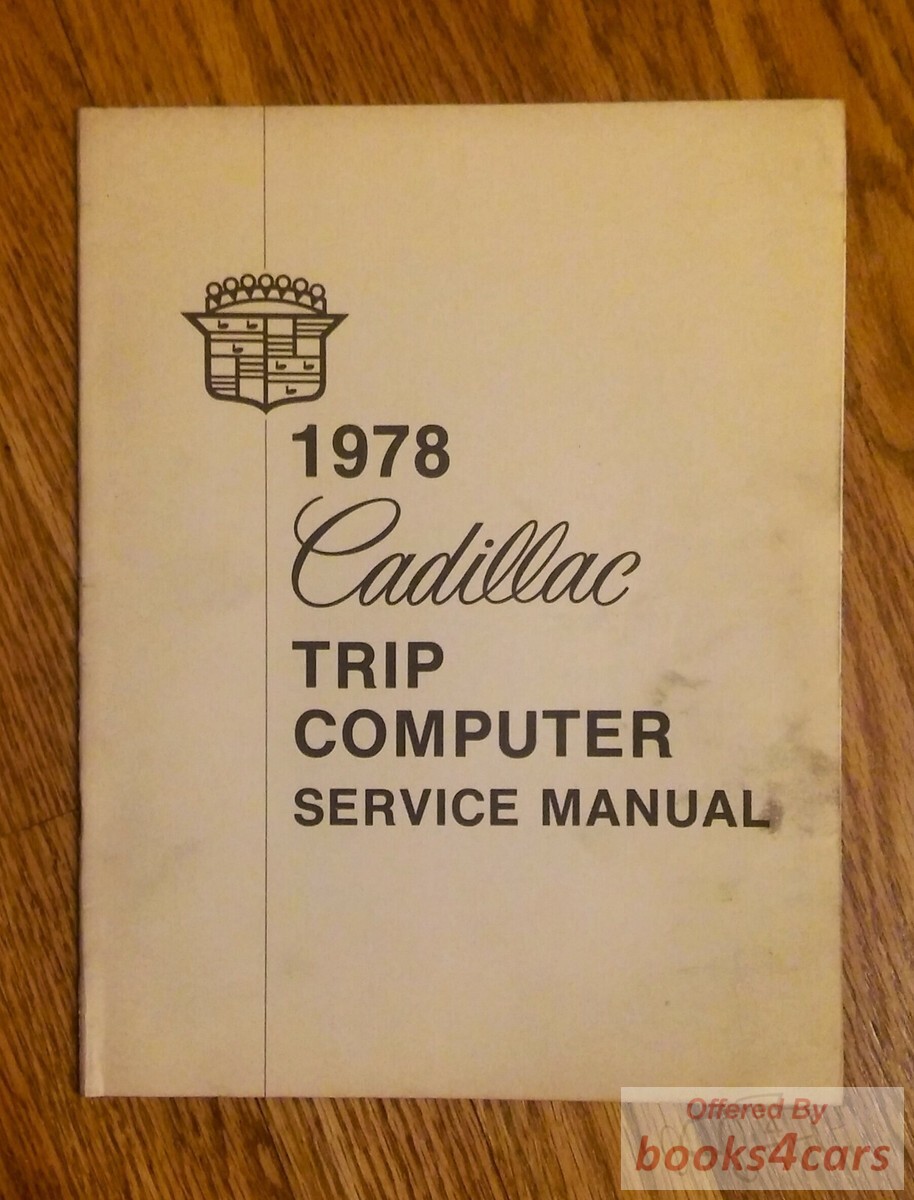 1978
Cadillac
TRIP
COMPUTER
SERVICE MANUAL
Offered By
books4cars